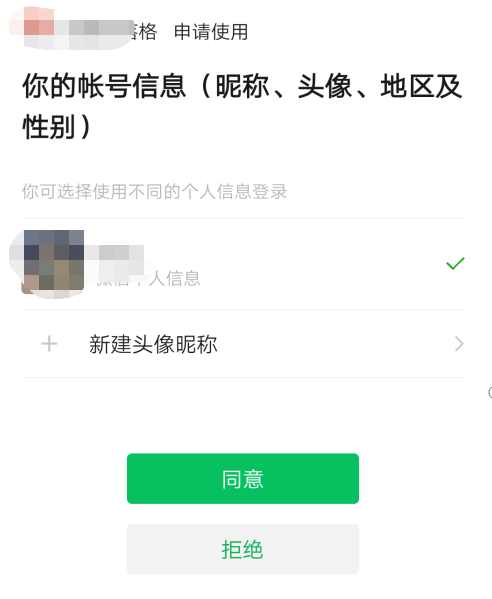 格 申请使用
你的帐号信息（昵称、头像、地区及
性别）
你可选择使用不同的个人信息登录
个人信息
新建头像昵称
同意
拒绝